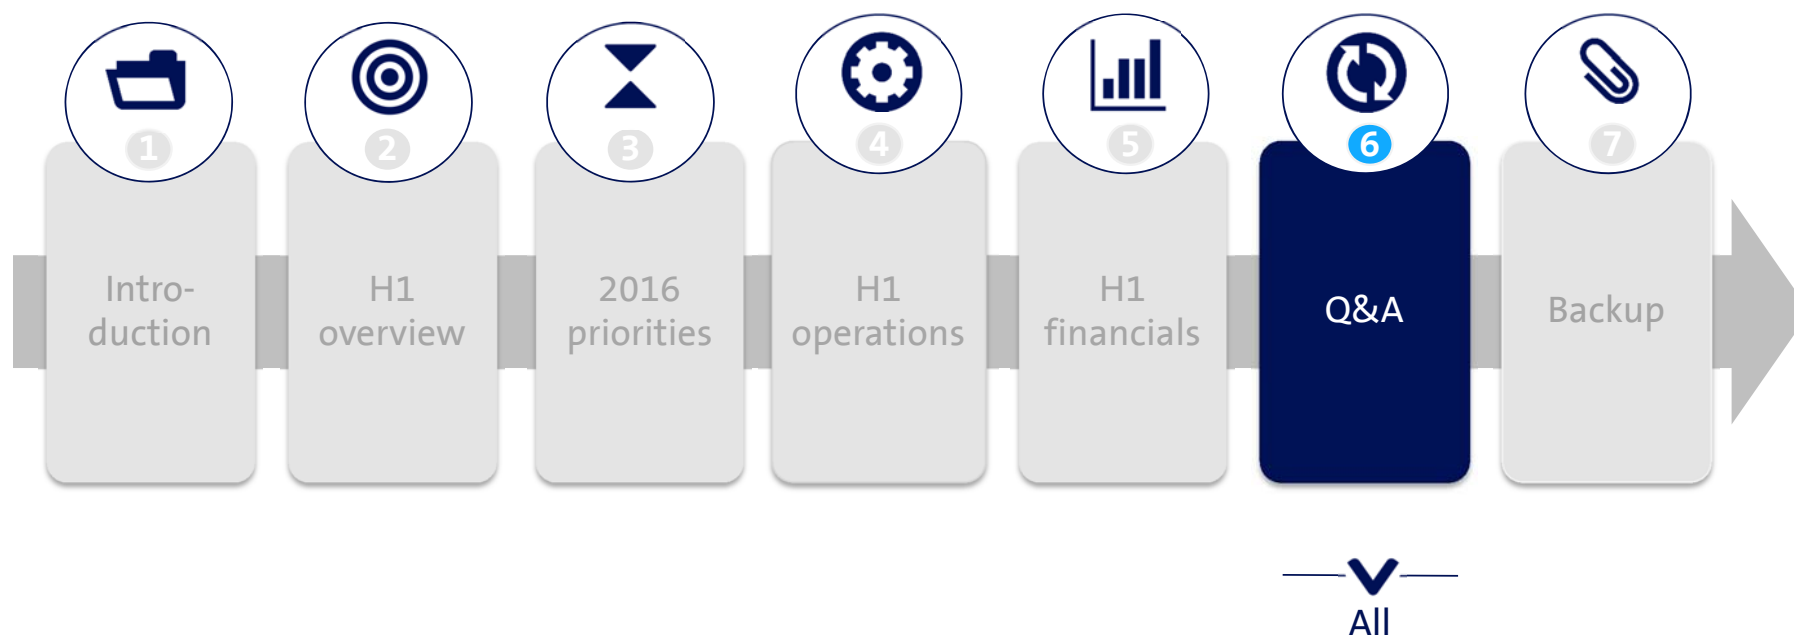 1
2
3
4
5
6
7
Intro-
duction
H1
overview
2016
priorities
H1
operations
H1
financials
Q&A
Backup
All